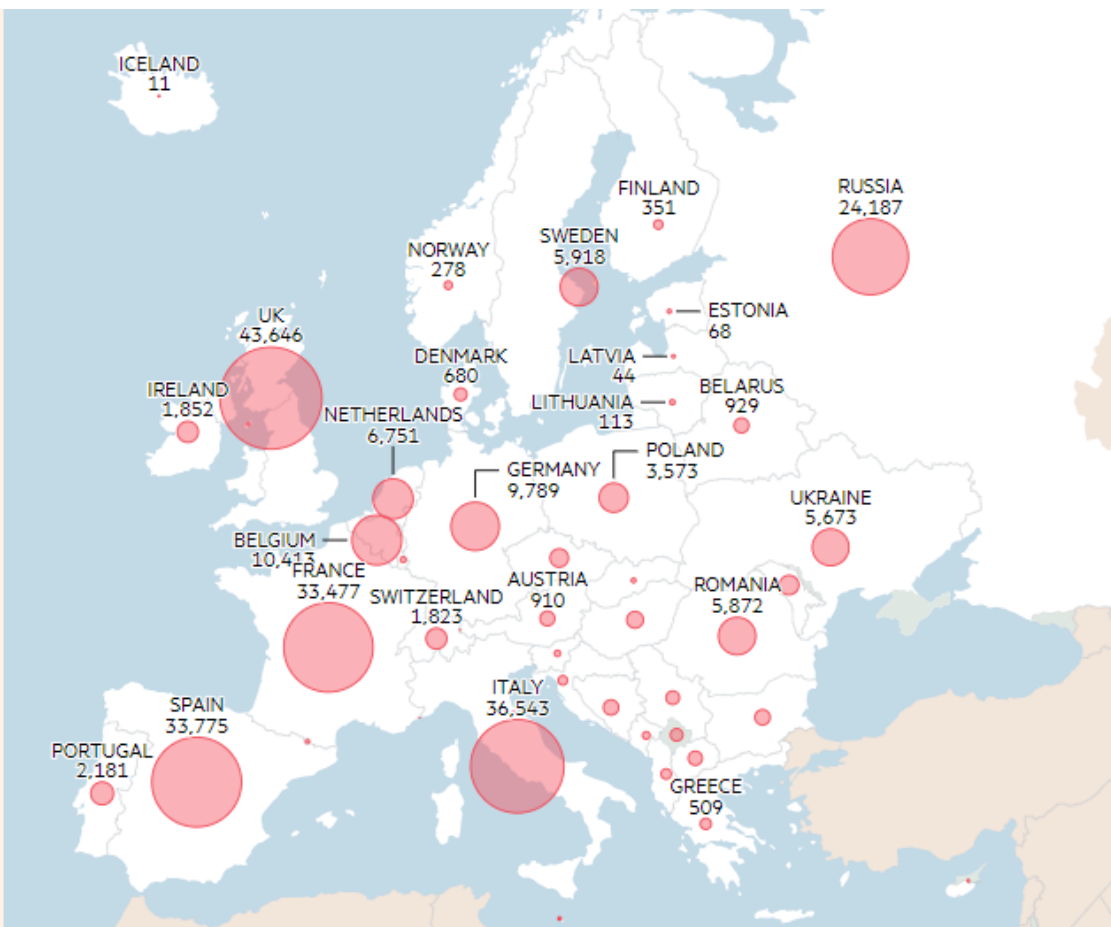 ICELAND
11
FINLAND
351
RUSSIA
24,187
SWEDEN
5,918
NORWAY
278
ESTONIA
68
UK
43,646
LATVIA
44
DENMARK
680
BELARUS
929
IRELAND
1,852
LITHUANIA
113
NETHERLANDS
6,751
POLAND
3,573
GERMANY
9,789
UKRAINE
5,673
BELGIUM
10,413
FRANCE
33,477
AUSTRIA
910
ROMANIA
5,872
SWITZERLAND
1,823
ITALY
36,543
SPAIN
33,775
PORTUGAL
2,181
GREECE
509